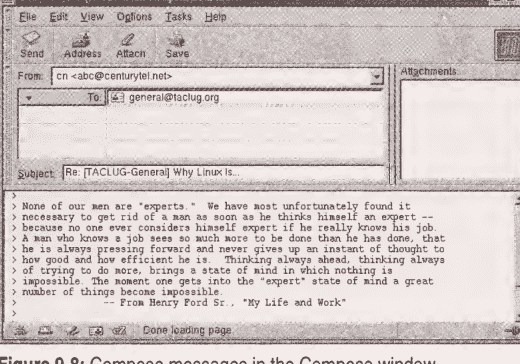 File Edit View Options Tasks Help
Send Address Attach Save
From: cn <abc@centurytel.net>
Attachments
To: general@taclug.org
Subject: Re: [TACLUG-General] Why Linux Is...
>
> None of our men are "experts." We have most unfortunately found it
> necessary to get rid of a man as soon as he thinks himself an expert --
> because no one ever considers himself expert if he really knows his job.
> A man who knows a job sees so much more to be done than he has done, that
> he is always pressing forward and never gives up an instant of thought to
> how good and how efficient he is. Thinking always ahead, thinking always
> of trying to do more, brings a state of mind in which nothing is
> impossible. The moment one gets into the "expert" state of mind a great
> number of things become impossible.
> -- From Henry Ford Sr., "My Life and Work"
>
Done loading page
Figure 9-8: Compose messages in the Compose window